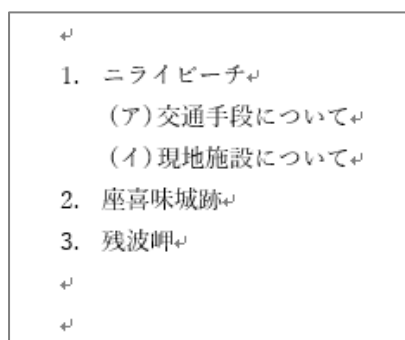 1. ニライビーチ
(ア)交通手段について
(イ)現地施設について
2. 座喜味城跡
3. 残波岬